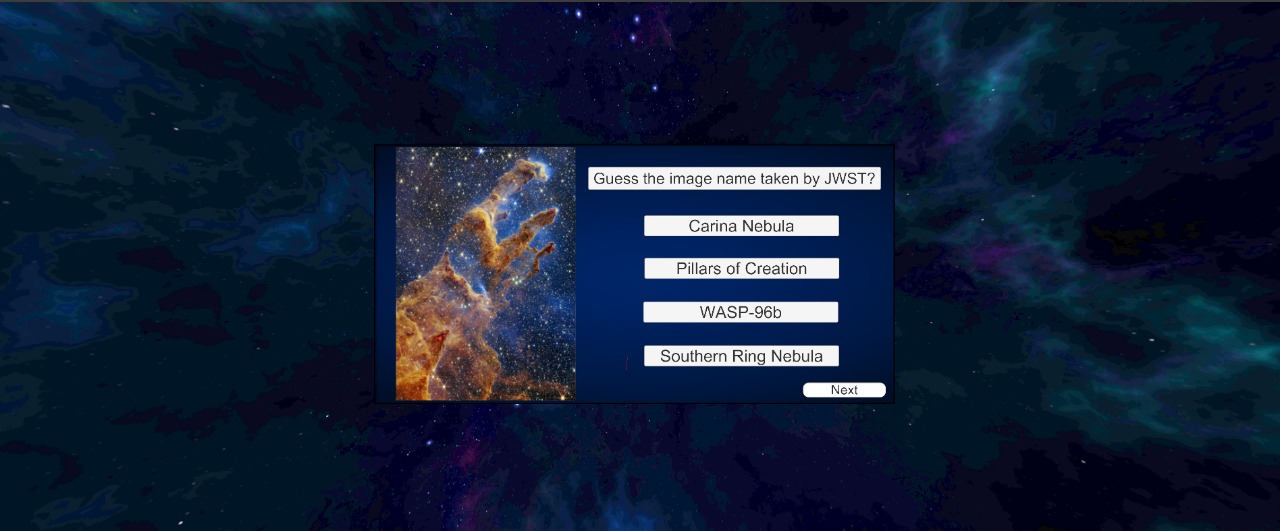 Guess the image name taken by JWST?
Carina Nebula
Pillars of Creation
WASP-96b
Southern Ring Nebula
Next